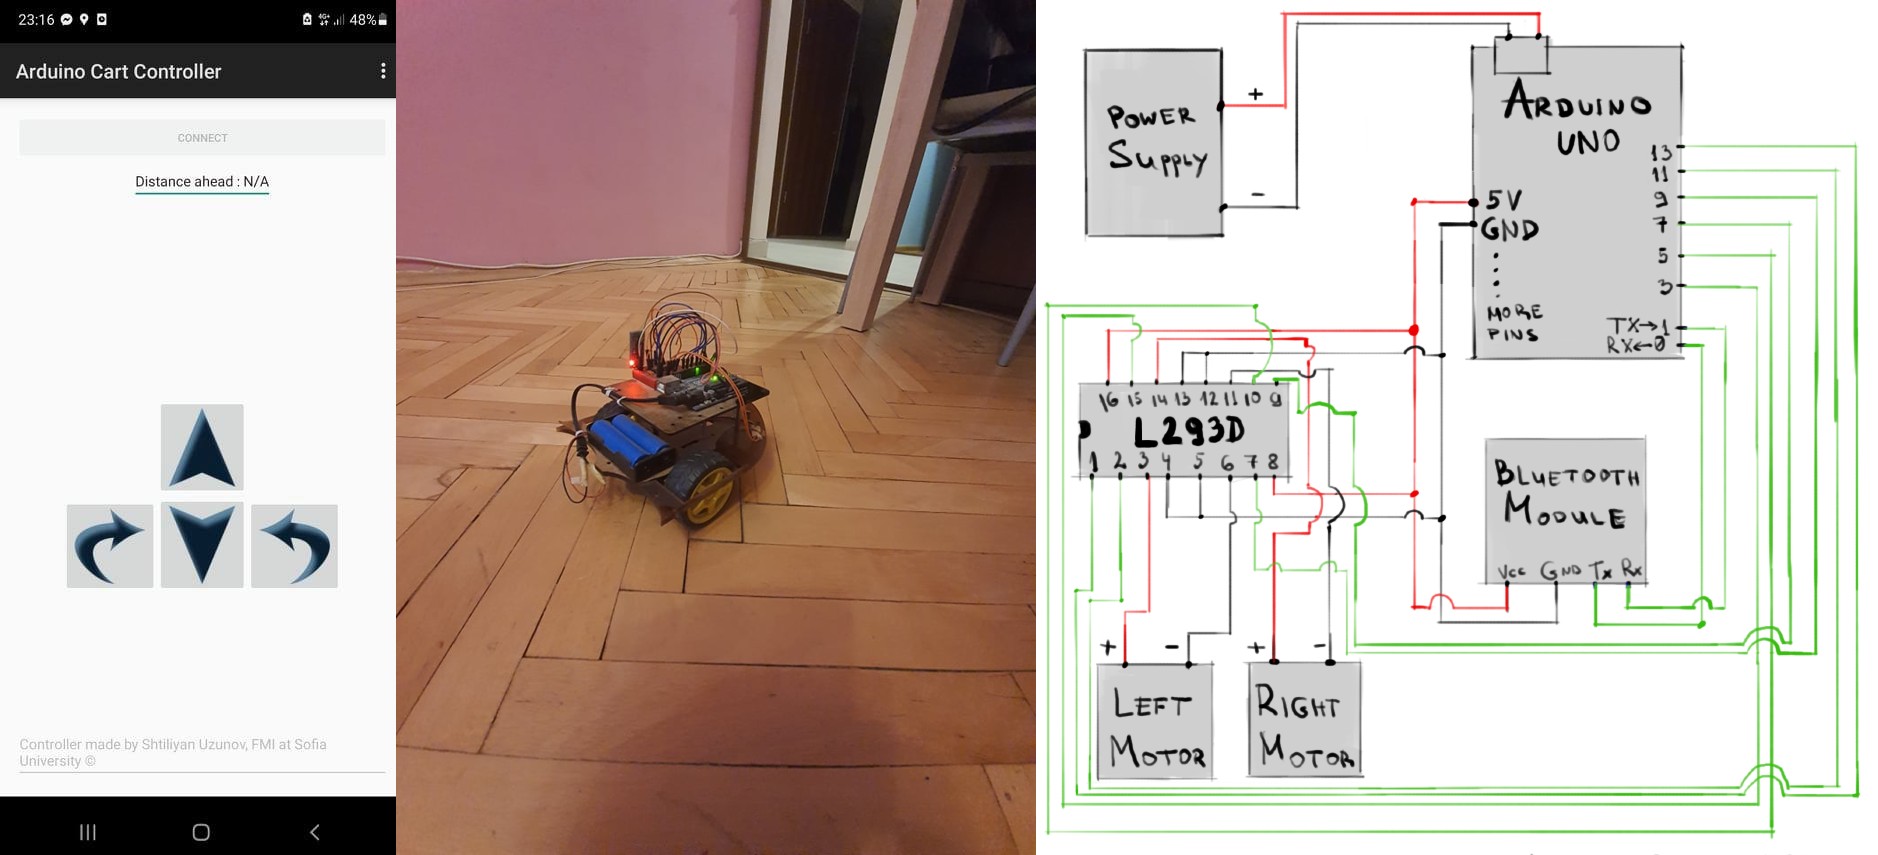 23:16
48%
Arduino Cart Controller
CONNECT
Distance ahead : N/A
Controller made by Shtiliyan Uzunov, FMI at Sofia
University ©
+
-
POWER
SUPPLY
ARDUINO
UNO
13
11
9
7
5
3
TX→1
RX←0
5V
GND
MORE
PINS
16 15 14 13 12 11 10 9
L293D
1 2 3 4 5 6 7 8
BLUETOOTH
MODULE
Vcc GND Tx Rx
+ -
LEFT
MOTOR
+ -
RIGHT
MOTOR